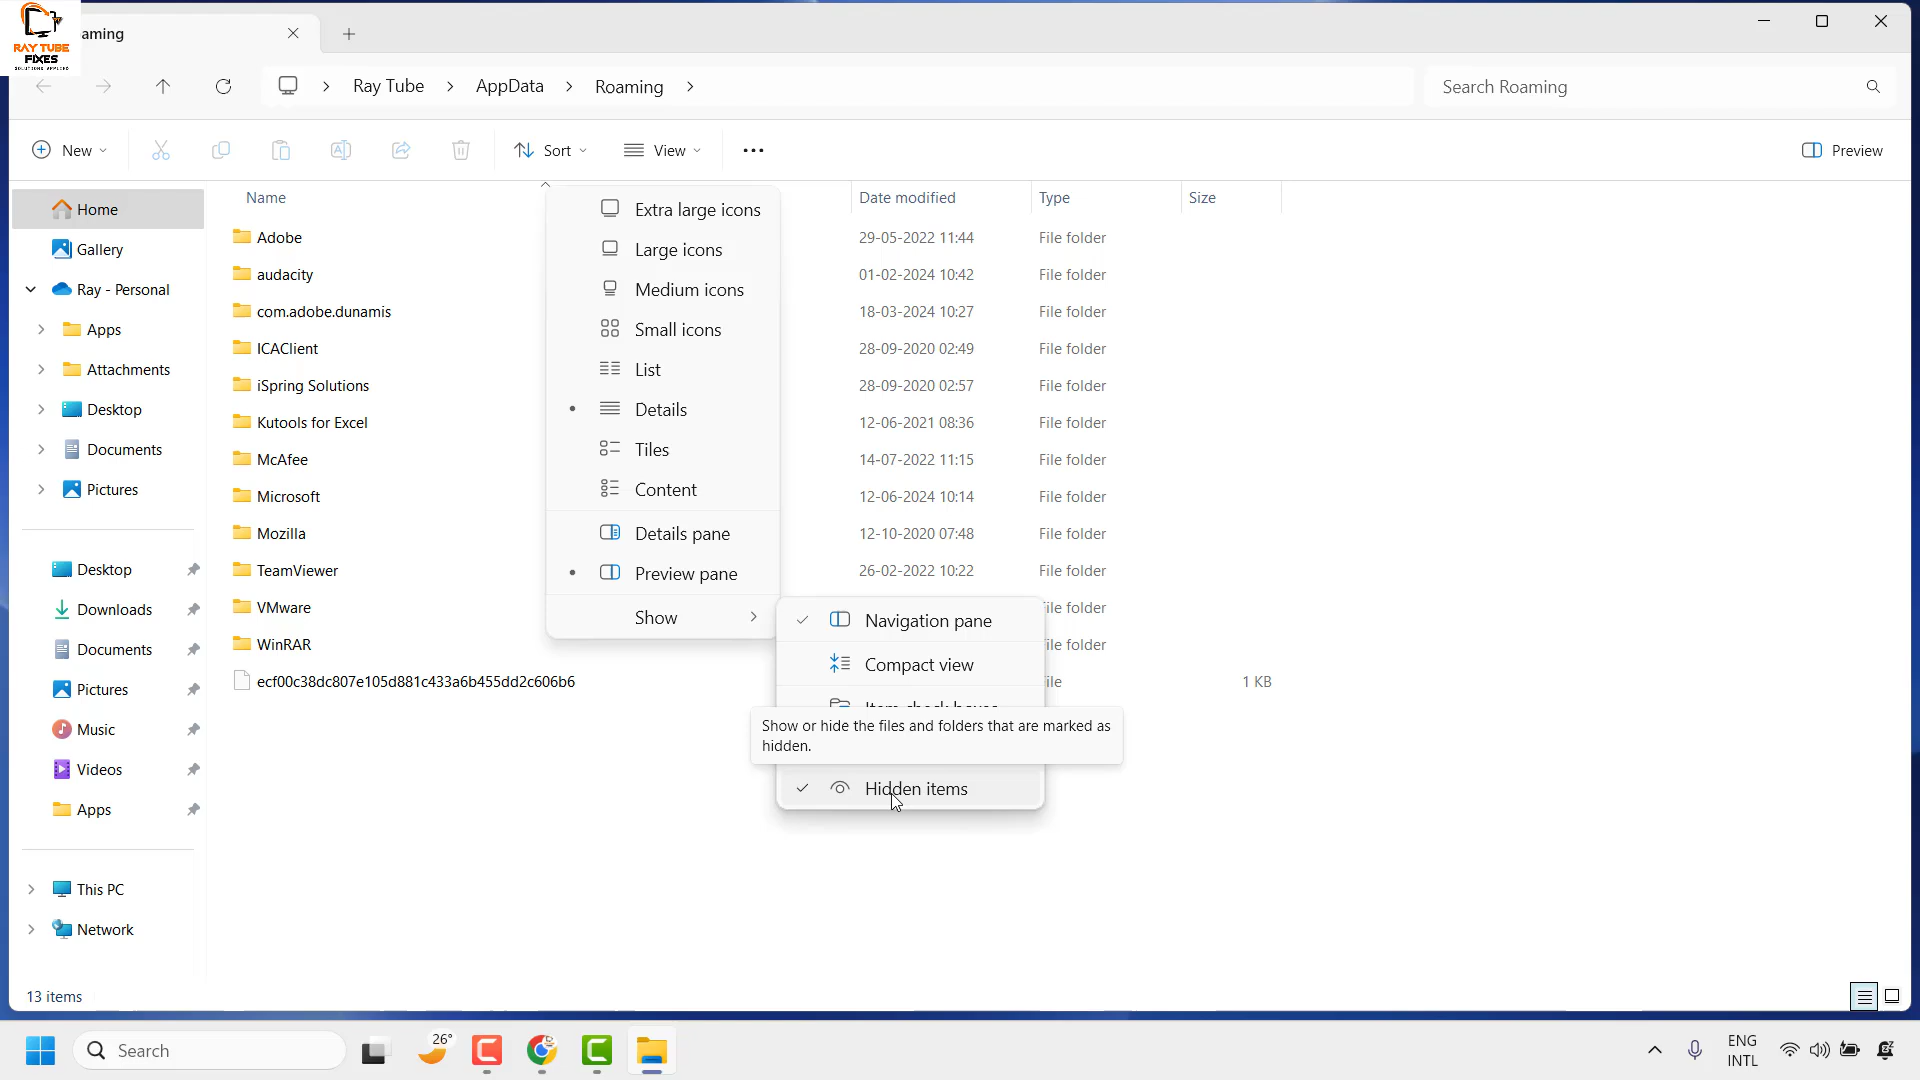 RAY TUBE
FIXES
SOLUTIONS APPLIED
aming
Ray Tube
AppData
Roaming
Search Roaming
New
Sort
View
Preview
Name
Date modified
Type
Size
Home
Gallery
Ray - Personal
Apps
Attachments
Desktop
Documents
Pictures
Desktop
Downloads
Documents
Pictures
Music
Videos
Apps
This PC
Network
Adobe 29-05-2022 11:44 File folder
audacity 01-02-2024 10:42 File folder
com.adobe.dunamis 18-03-2024 10:27 File folder
ICAClient 28-09-2020 02:49 File folder
iSpring Solutions 28-09-2020 02:57 File folder
Kutools for Excel 12-06-2021 08:36 File folder
McAfee 14-07-2022 11:15 File folder
Microsoft 12-06-2024 10:14 File folder
Mozilla 12-10-2020 07:48 File folder
TeamViewer 26-02-2022 10:22 File folder
VMware ile folder
WinRAR ile folder
ecf00c38dc807e105d881c433a6b455dd2c606b6 ile 1 KB
Extra large icons
Large icons
Medium icons
Small icons
List
Details
Tiles
Content
Details pane
Preview pane
Show
Navigation pane
Compact view
Item check boxes
Show or hide the files and folders that are marked as
hidden.
Hidden items
13 items
Search
26°
ENG
INTL